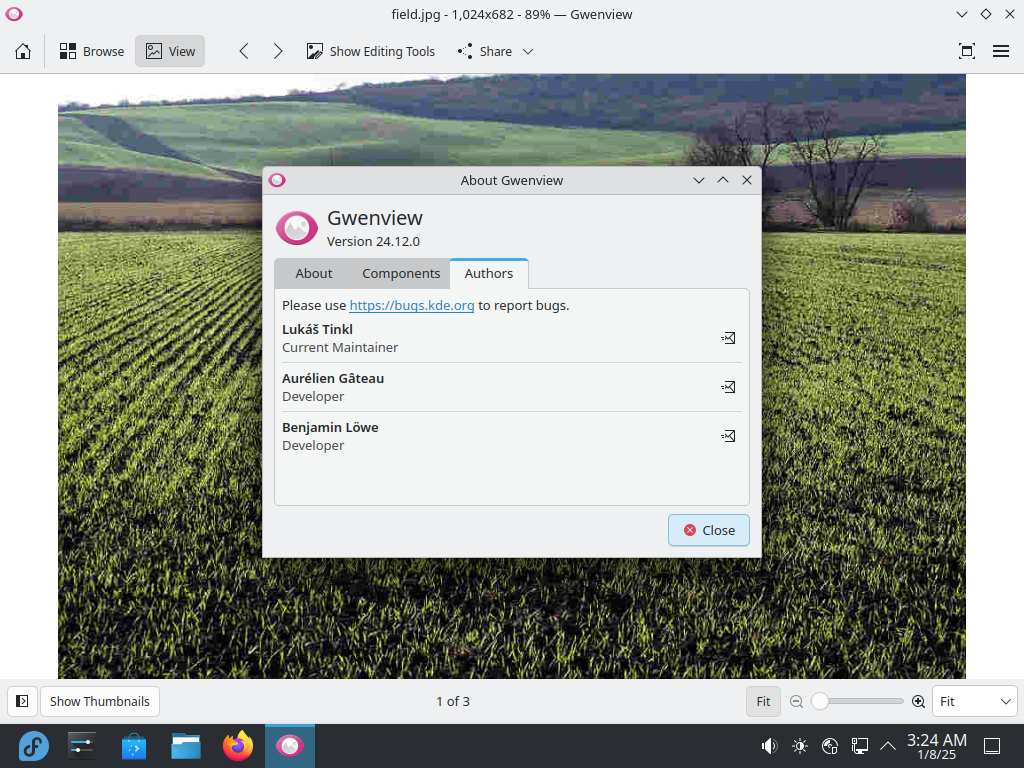 field.jpg - 1,024x682 - 89% — Gwenview
Browse
View
Show Editing Tools
Share
About Gwenview
Gwenview
Version 24.12.0
About
Components
Authors
Please use https://bugs.kde.org to report bugs.
Lukáš Tinkl
Current Maintainer
Aurélien Gâteau
Developer
Benjamin Löwe
Developer
Close
Show Thumbnails
1 of 3
Fit
Fit
3:24 AM
1/8/25